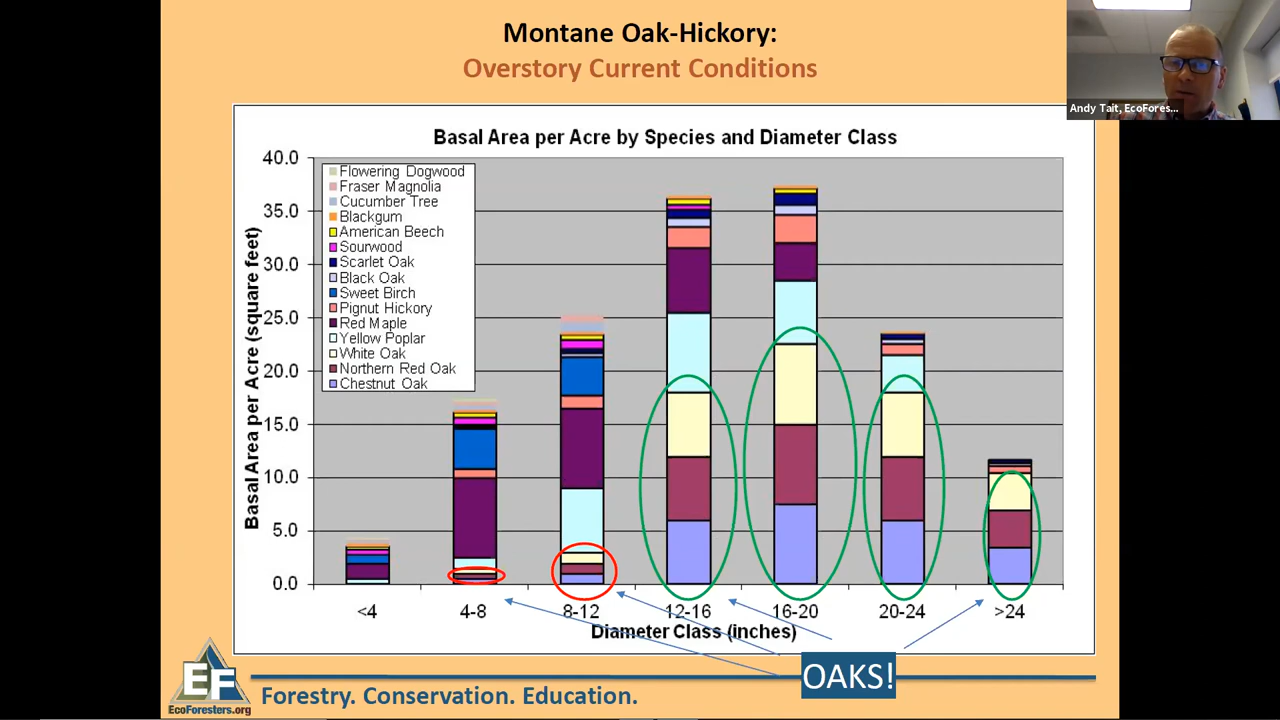 Montane Oak-Hickory:
Overstory Current Conditions
Andy Tait, EcoFores...
Basal Area per Acre by Species and Diameter Class
Basal Area per Acre (square feet)
40.0
35.0
30.0
25.0
20.0
15.0
10.0
5.0
0.0
Flowering Dogwood
Fraser Magnolia
Cucumber Tree
Blackgum
American Beech
Sourwood
Scarlet Oak
Black Oak
Sweet Birch
Pignut Hickory
Red Maple
Yellow Poplar
White Oak
Northern Red Oak
Chestnut Oak
<4
4-8
8-12
12-16
16-20
20-24
>24
Diameter Class (inches)
OAKS!
EF
EcoForesters.org
Forestry. Conservation. Education.